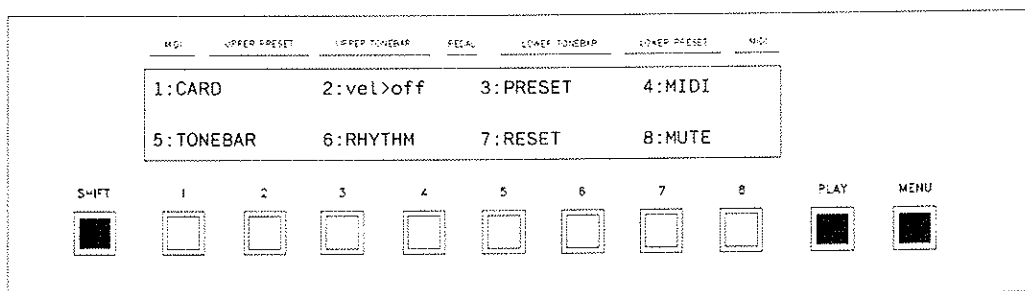 MIDI UPPER PRESET UPPER TONEBAR PEDAL LOWER TONEBAR LOWER PRESET MIDI
1:CARD 2:vel>off 3:PRESET 4:MIDI
5:TONEBAR 6:RHYTHM 7:RESET 8:MUTE
SHIFT 1 2 3 4 5 6 7 8 PLAY MENU